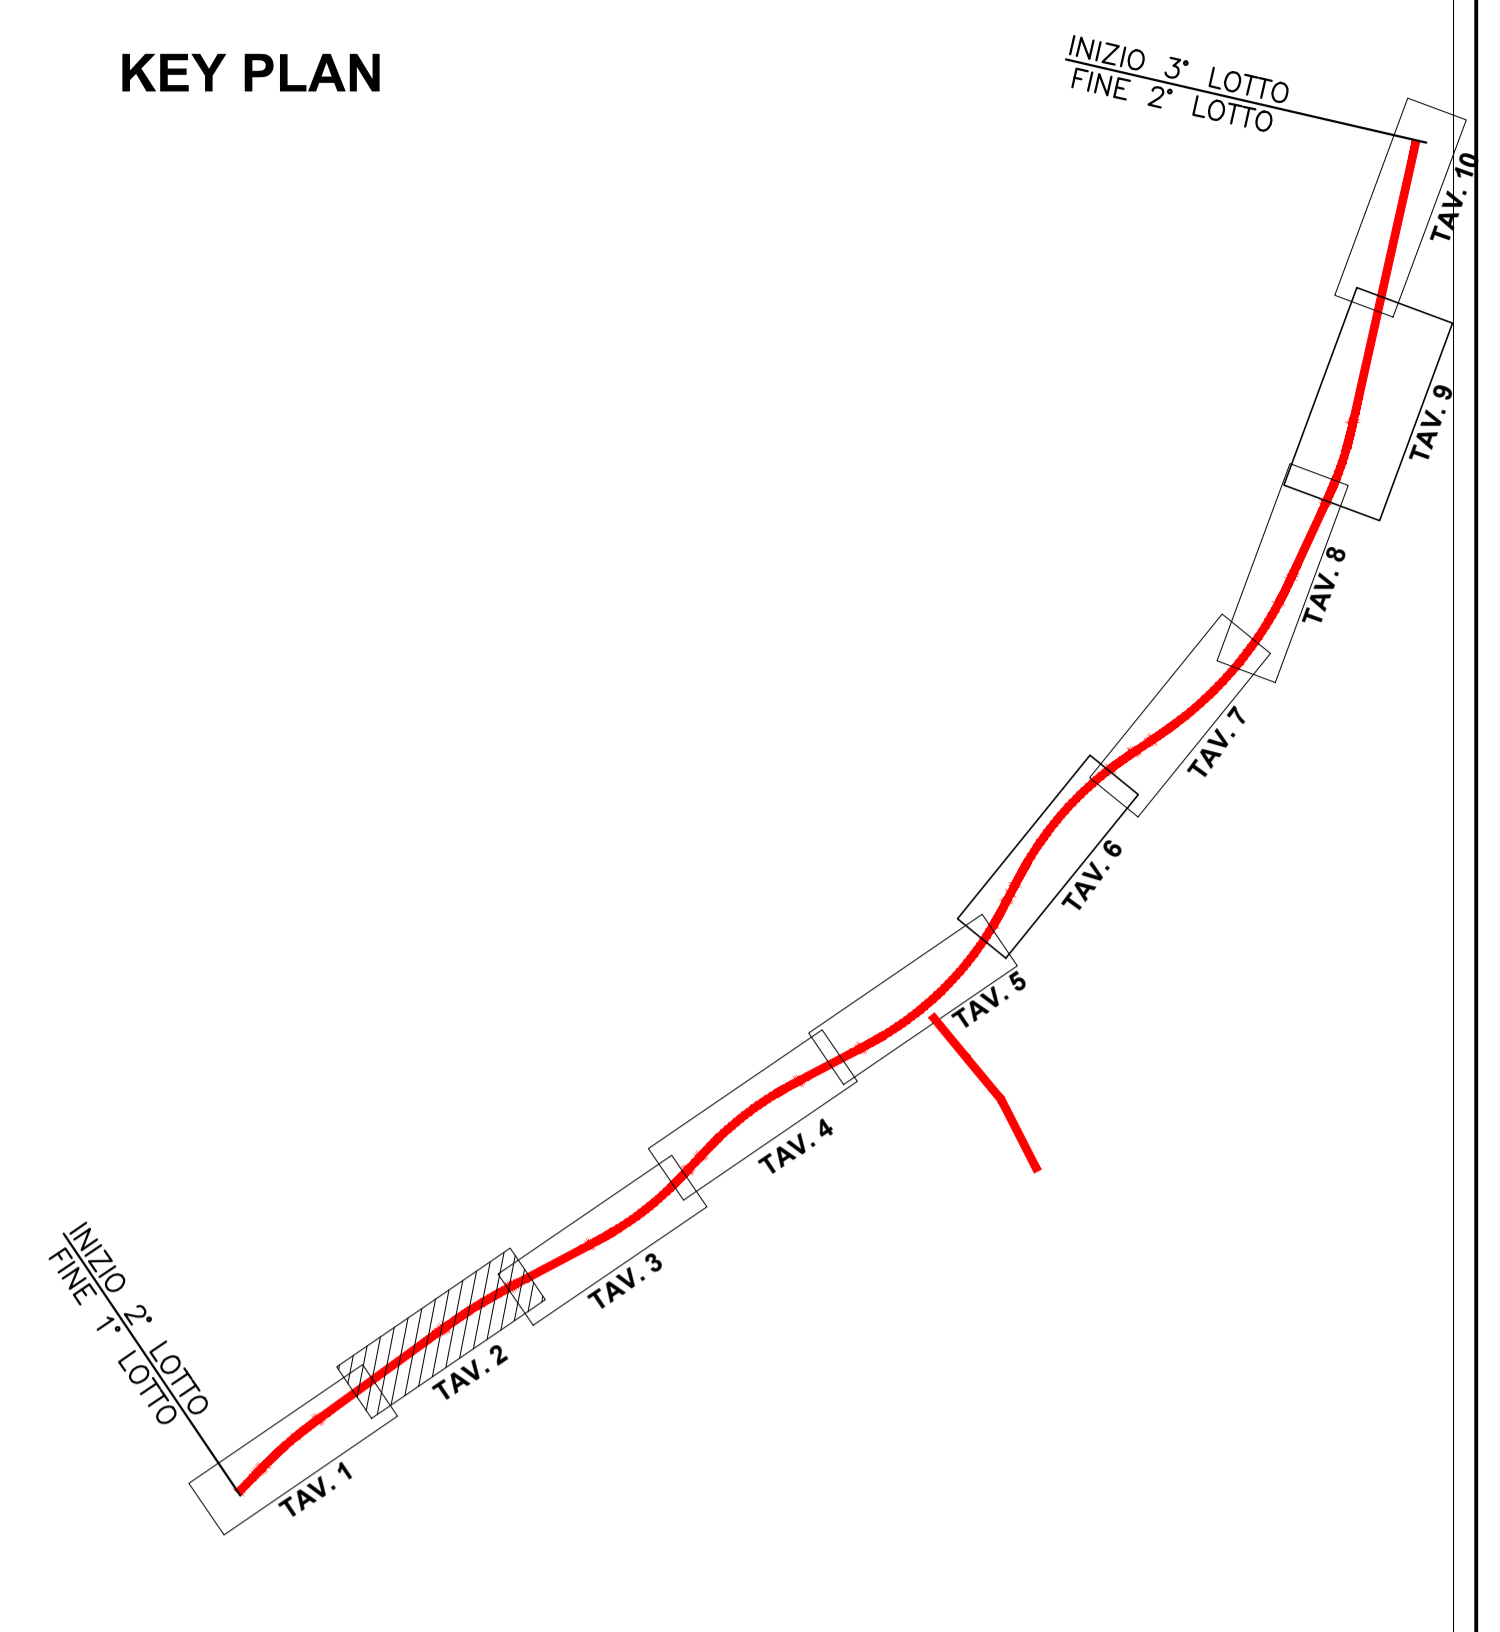 KEY PLAN
INIZIO 3° LOTTO
FINE 2° LOTTO
TAV. 10
TAV. 9
TAV. 8
TAV. 7
TAV. 6
TAV. 5
TAV. 4
TAV. 3
TAV. 2
TAV. 1
INIZIO 2° LOTTO
FINE 1° LOTTO